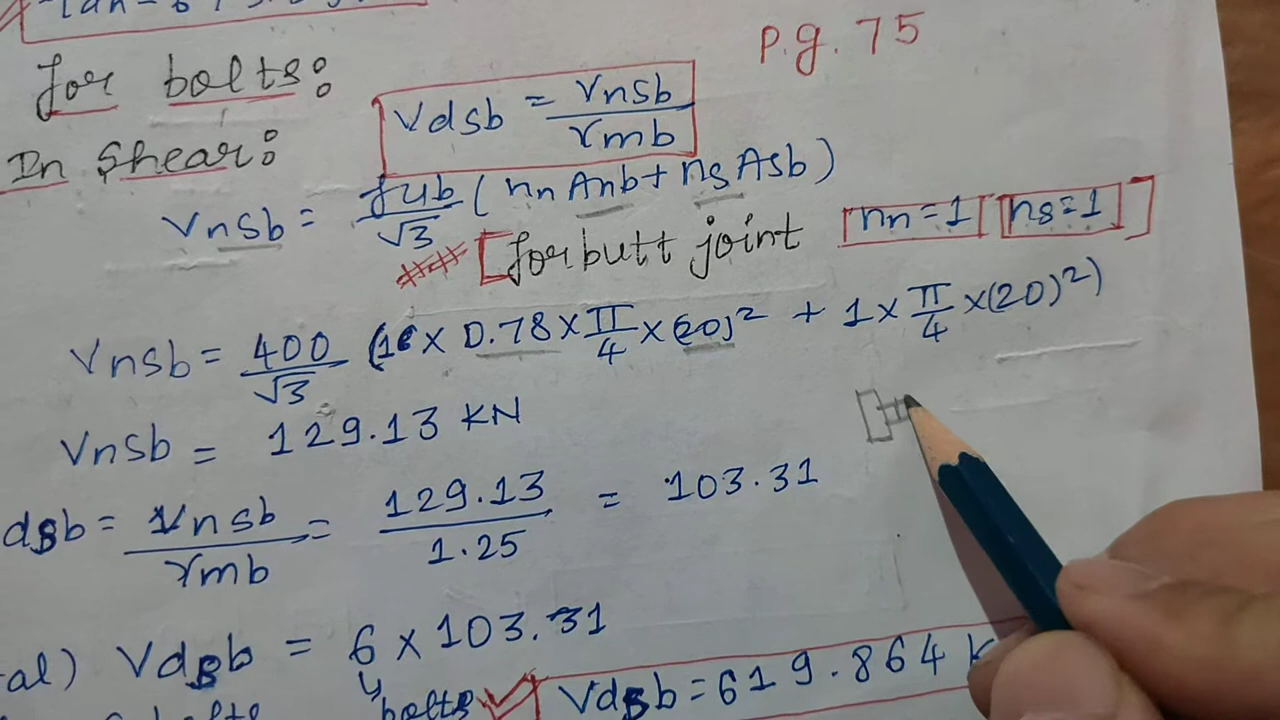 P.g. 75
for bolts:
Vdsb = Vnsb / γmb
In shear:
Vnsb = fub / √3 ( nn Anb + ns Asb )
[for butt joint nn = 1 ns = 1 ]
Vnsb = 400 / √3 (1 × 0.78 × π/4 × (20)² + 1 × π/4 × (20)²)
Vnsb = 129.13 KN
dsb = Vnsb / γmb = 129.13 / 1.25 = 103.31
al) Vdsb = 6 × 103.31
bolts Vdsb = 619.864 K